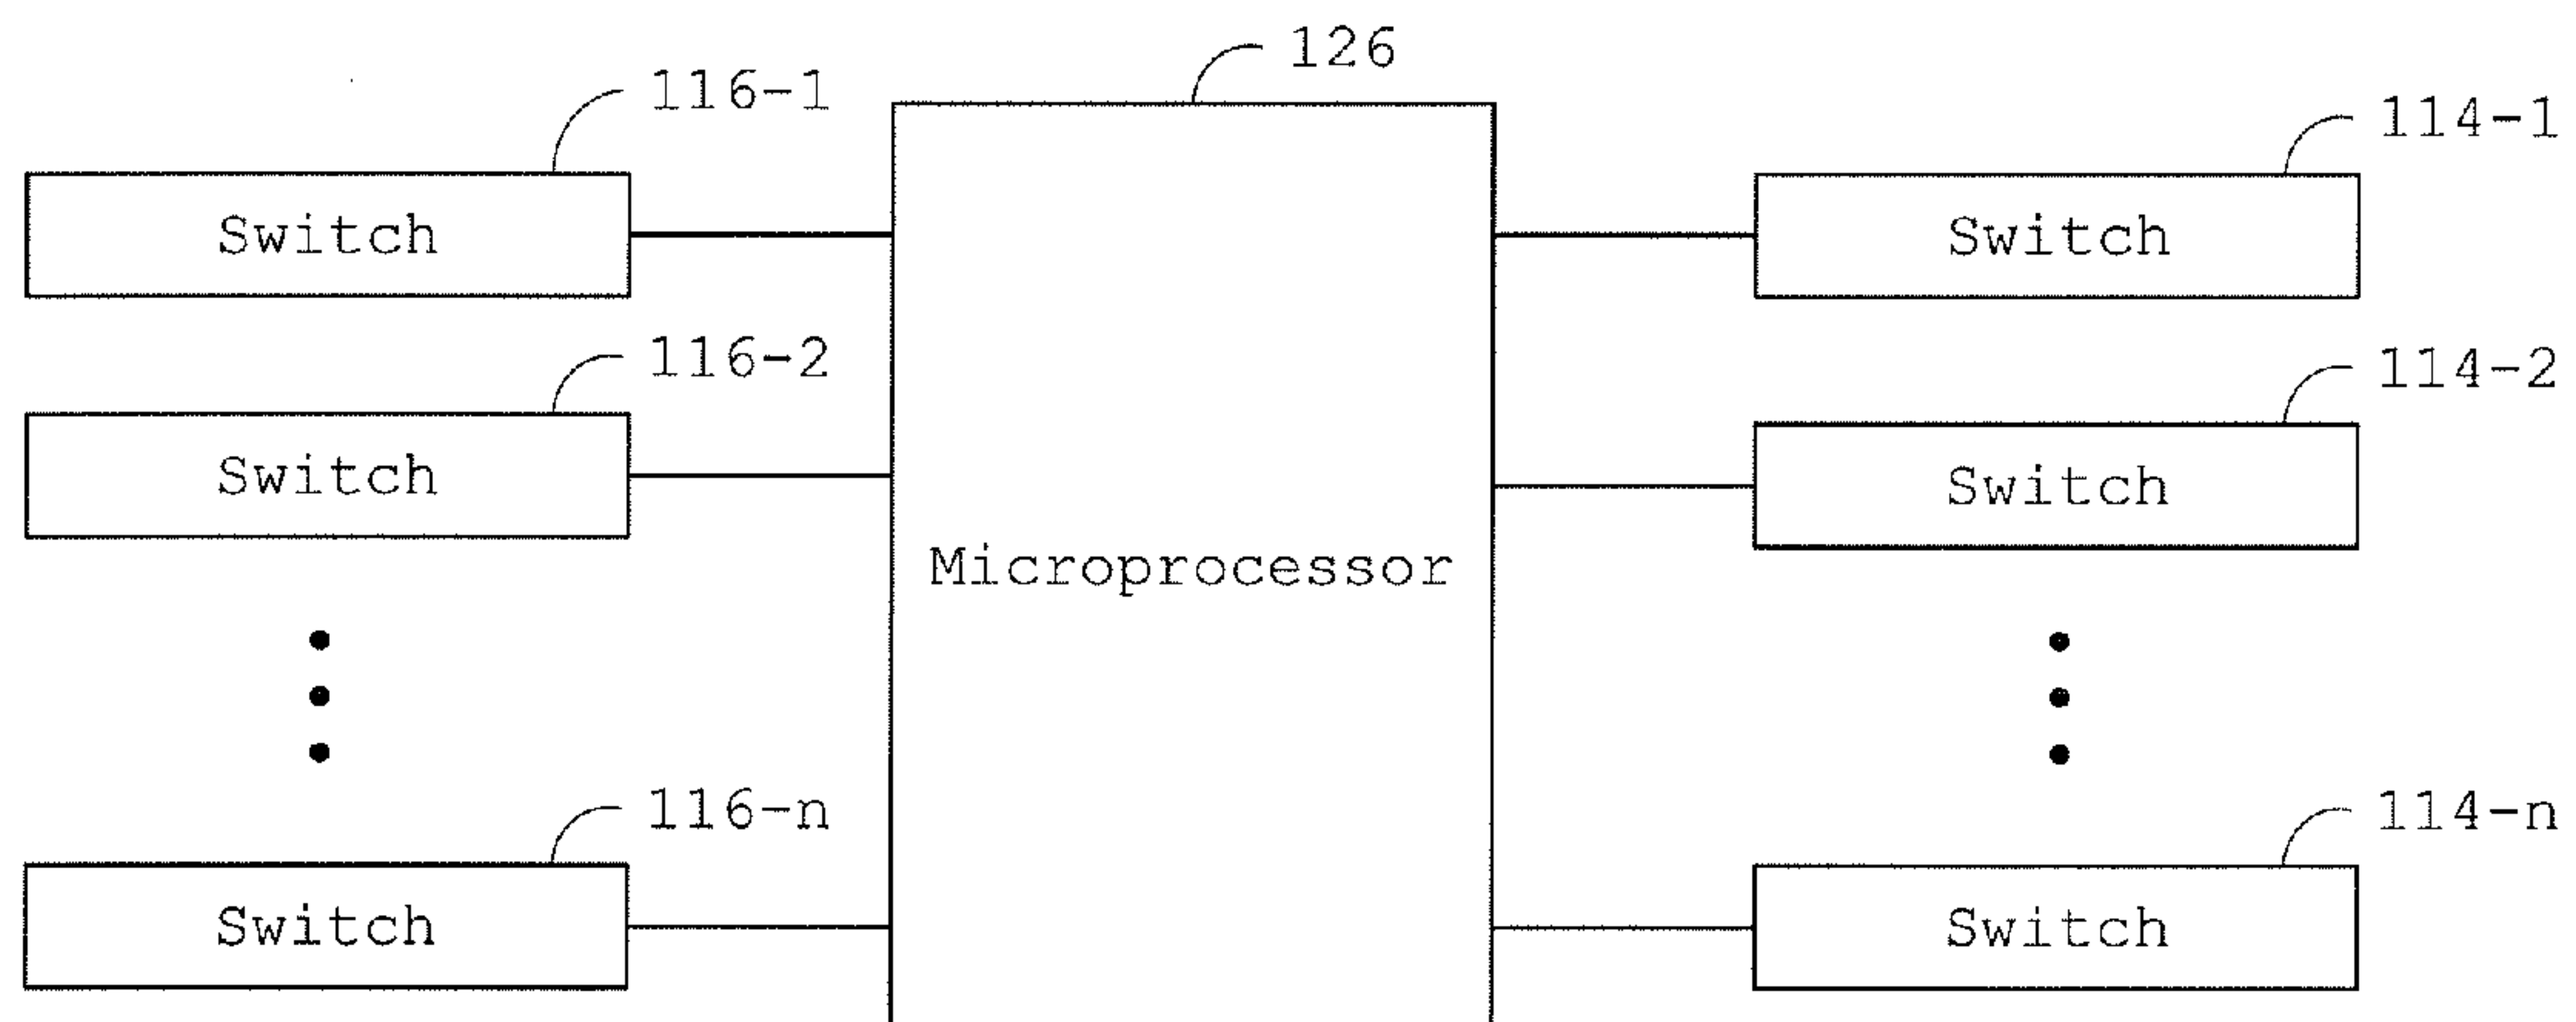 126
116-1
114-1
Switch
Switch
116-2
114-2
Switch
Switch
Microprocessor
116-n
114-n
Switch
Switch